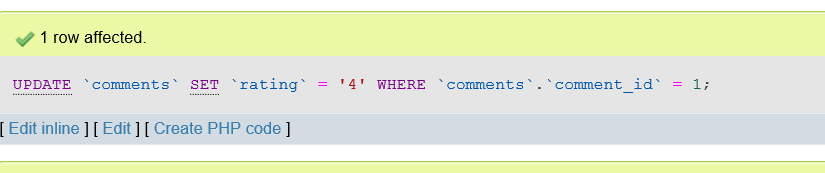 1 row affected.
UPDATE `comments` SET `rating` = '4' WHERE `comments`.`comment_id` = 1;
[ Edit inline ] [ Edit ] [ Create PHP code ]